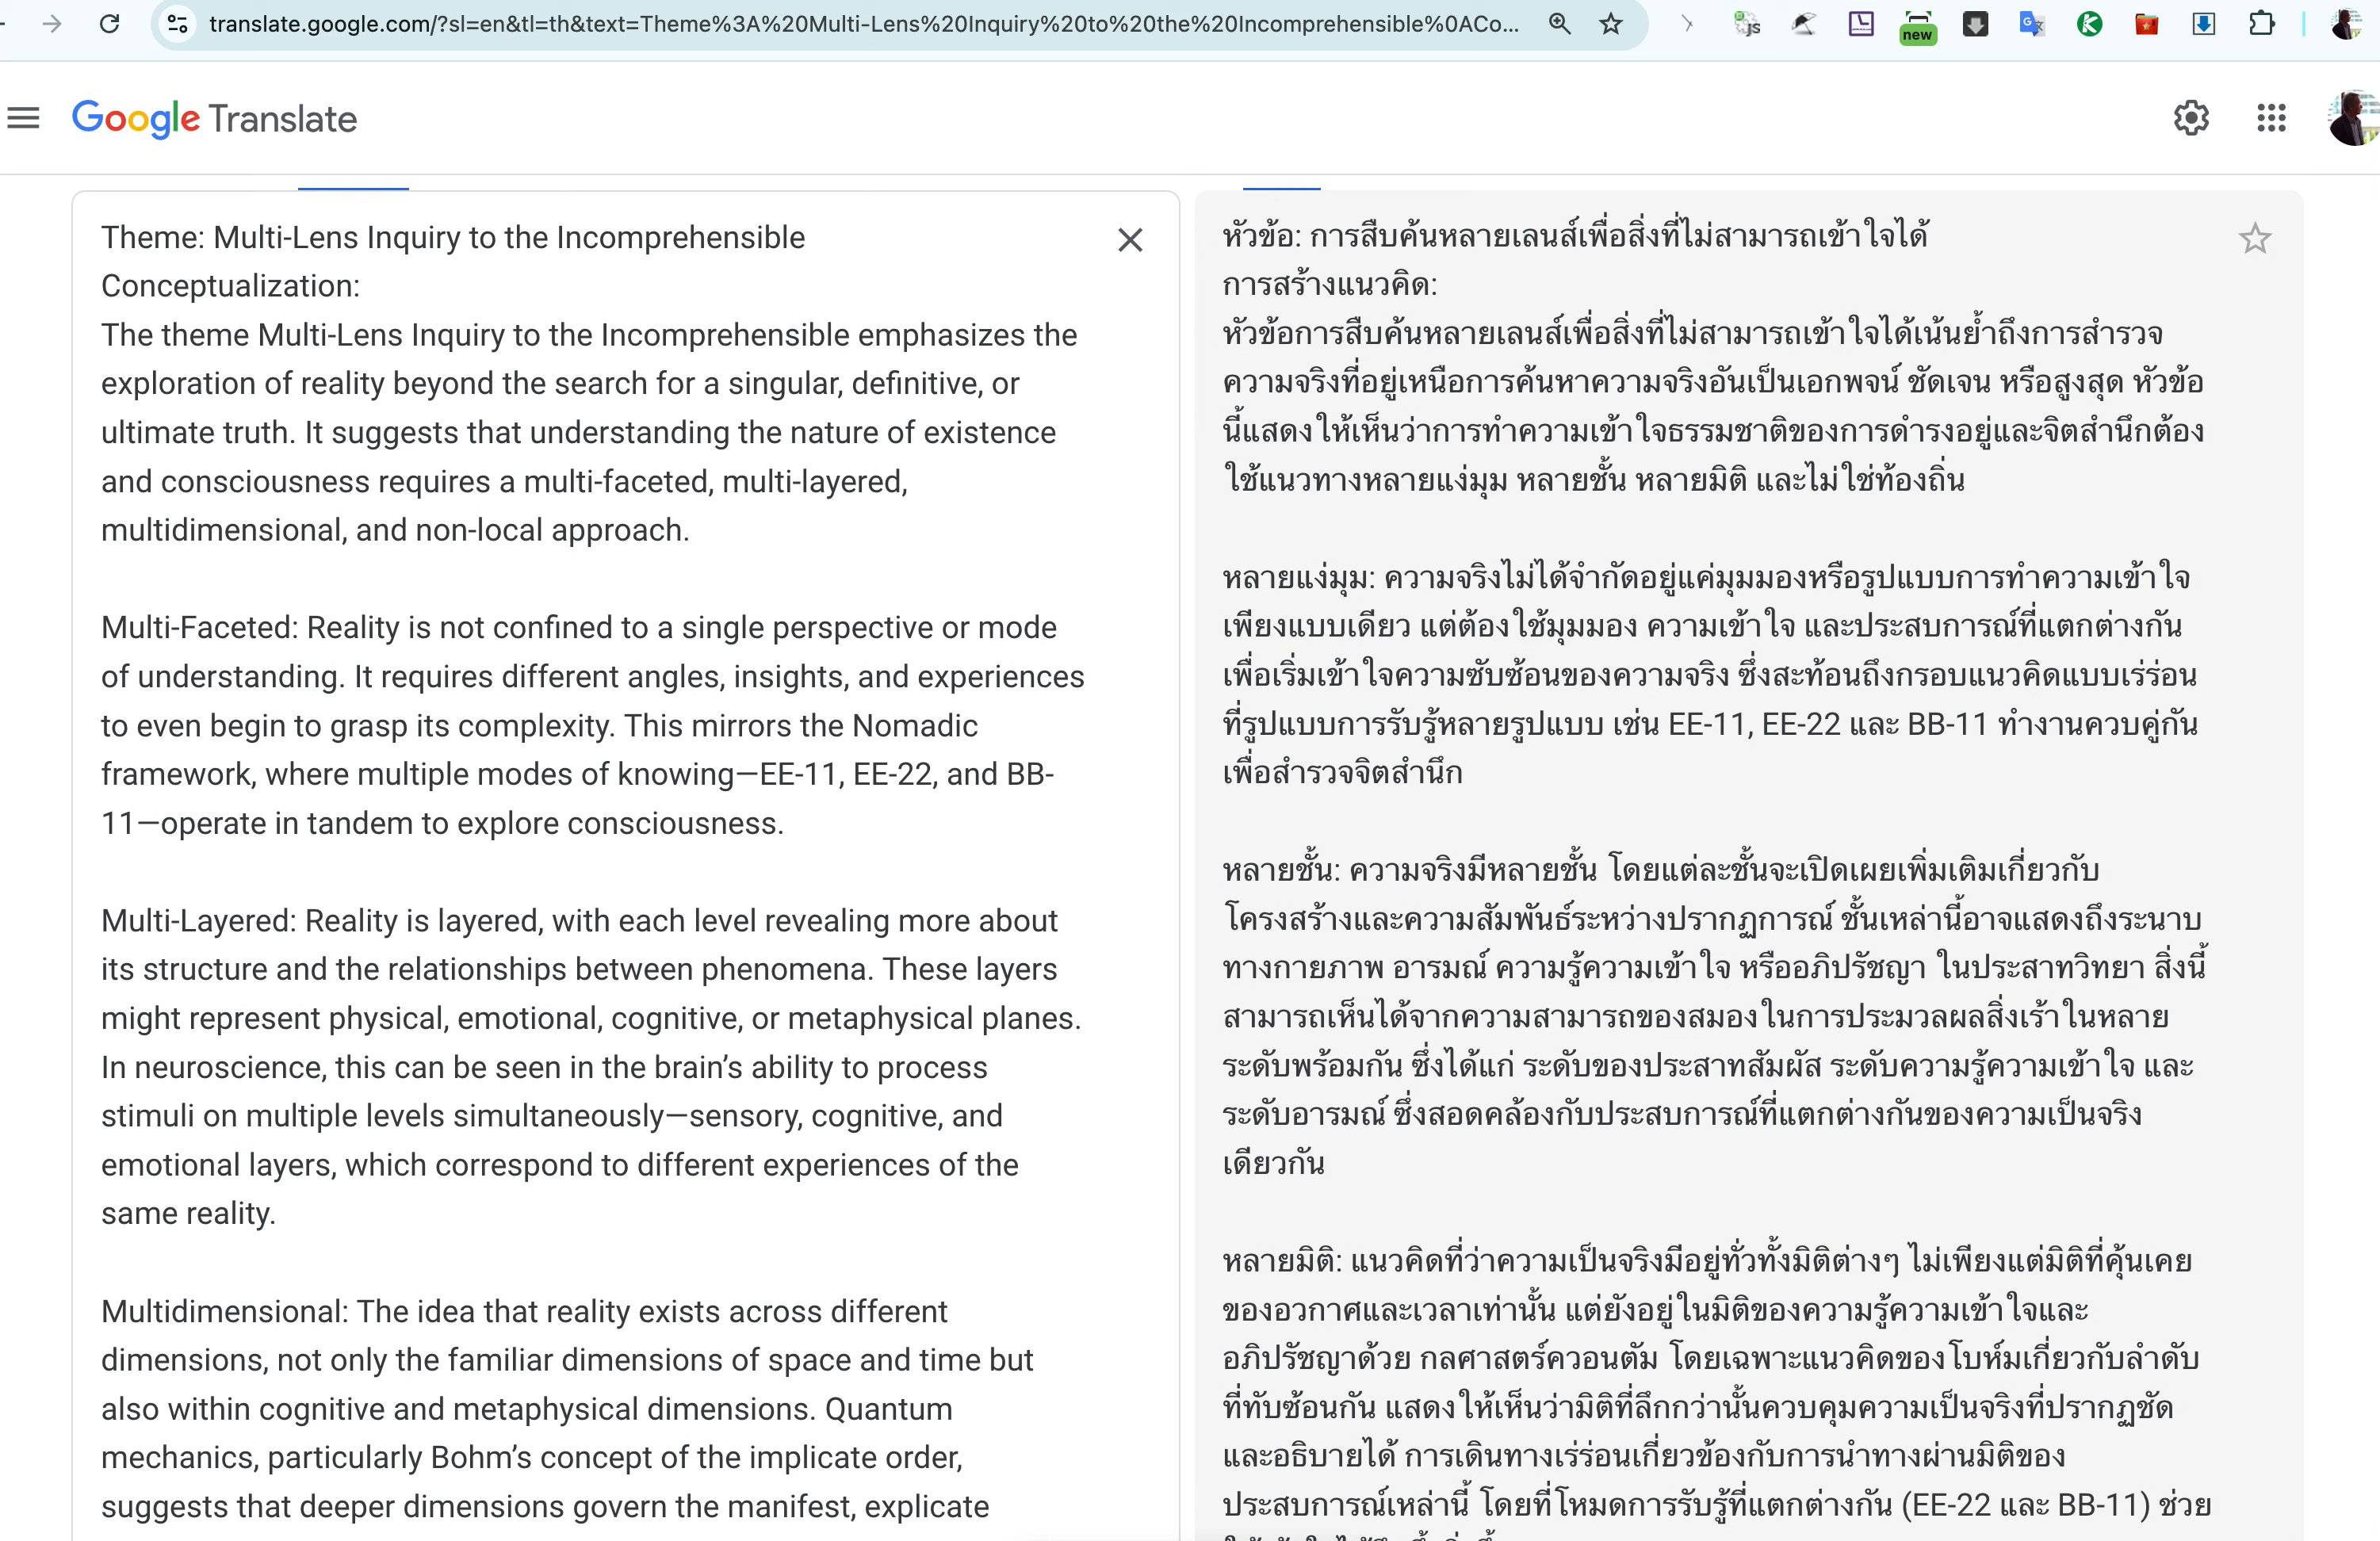 translate.google.com/?sl=en&tl=th&text=Theme%3A%20Multi-Lens%20Inquiry%20to%20the%20Incomprehensible%0ACo...
new
Google Translate
Theme: Multi-Lens Inquiry to the Incomprehensible
Conceptualization:
The theme Multi-Lens Inquiry to the Incomprehensible emphasizes the
exploration of reality beyond the search for a singular, definitive, or
ultimate truth. It suggests that understanding the nature of existence
and consciousness requires a multi-faceted, multi-layered,
multidimensional, and non-local approach.
Multi-Faceted: Reality is not confined to a single perspective or mode
of understanding. It requires different angles, insights, and experiences
to even begin to grasp its complexity. This mirrors the Nomadic
framework, where multiple modes of knowing—EE-11, EE-22, and BB-
11—operate in tandem to explore consciousness.
Multi-Layered: Reality is layered, with each level revealing more about
its structure and the relationships between phenomena. These layers
might represent physical, emotional, cognitive, or metaphysical planes.
In neuroscience, this can be seen in the brain’s ability to process
stimuli on multiple levels simultaneously—sensory, cognitive, and
emotional layers, which correspond to different experiences of the
same reality.
Multidimensional: The idea that reality exists across different
dimensions, not only the familiar dimensions of space and time but
also within cognitive and metaphysical dimensions. Quantum
mechanics, particularly Bohm’s concept of the implicate order,
suggests that deeper dimensions govern the manifest, explicate
หัวข้อ: การสืบค้นหลายเลนส์เพื่อสิ่งที่ไม่สามารถเข้าใจได้
การสร้างแนวคิด:
หัวข้อการสืบค้นหลายเลนส์เพื่อสิ่งที่ไม่สามารถเข้าใจได้เน้นย้ำถึงการสำรวจ
ความจริงที่อยู่เหนือการค้นหาความจริงอันเป็นเอกพจน์ ชัดเจน หรือสูงสุด หัวข้อ
นี้แสดงให้เห็นว่าการทำความเข้าใจธรรมชาติของการดำรงอยู่และจิตสำนึกต้อง
ใช้แนวทางหลายแง่มุม หลายชั้น หลายมิติ และไม่ใช่ท้องถิ่น
หลายแง่มุม: ความจริงไม่ได้จำกัดอยู่แค่มุมมองหรือรูปแบบการทำความเข้าใจ
เพียงแบบเดียว แต่ต้องใช้มุมมอง ความเข้าใจ และประสบการณ์ที่แตกต่างกัน
เพื่อเริ่มเข้าใจความซับซ้อนของความจริง ซึ่งสะท้อนถึงกรอบแนวคิดแบบเร่ร่อน
ที่รูปแบบการรับรู้หลายรูปแบบ เช่น EE-11, EE-22 และ BB-11 ทำงานควบคู่กัน
เพื่อสำรวจจิตสำนึก
หลายชั้น: ความจริงมีหลายชั้น โดยแต่ละชั้นจะเปิดเผยเพิ่มเติมเกี่ยวกับ
โครงสร้างและความสัมพันธ์ระหว่างปรากฏการณ์ ชั้นเหล่านี้อาจแสดงถึงระนาบ
ทางกายภาพ อารมณ์ ความรู้ความเข้าใจ หรืออภิปรัชญา ในประสาทวิทยา สิ่งนี้
สามารถเห็นได้จากความสามารถของสมองในการประมวลผลสิ่งเร้าในหลาย
ระดับพร้อมกัน ซึ่งได้แก่ ระดับของประสาทสัมผัส ระดับความรู้ความเข้าใจ และ
ระดับอารมณ์ ซึ่งสอดคล้องกับประสบการณ์ที่แตกต่างกันของความเป็นจริง
เดียวกัน
หลายมิติ: แนวคิดที่ว่าความเป็นจริงมีอยู่ทั่วทั้งมิติต่างๆ ไม่เพียงแต่มิติที่คุ้นเคย
ของอวกาศและเวลาเท่านั้น แต่ยังอยู่ในมิติของความรู้ความเข้าใจและ
อภิปรัชญาด้วย กลศาสตร์ควอนตัม โดยเฉพาะแนวคิดของโบห์มเกี่ยวกับลำดับ
ที่ทับซ้อนกัน แสดงให้เห็นว่ามิติที่ลึกกว่านั้นควบคุมความเป็นจริงที่ปรากฏชัด
และอธิบายได้ การเดินทางเร่ร่อนเกี่ยวข้องกับการนำทางผ่านมิติของ
ประสบการณ์เหล่านี้ โดยที่โหมดการรับรู้ที่แตกต่างกัน (EE-22 และ BB-11) ช่วย